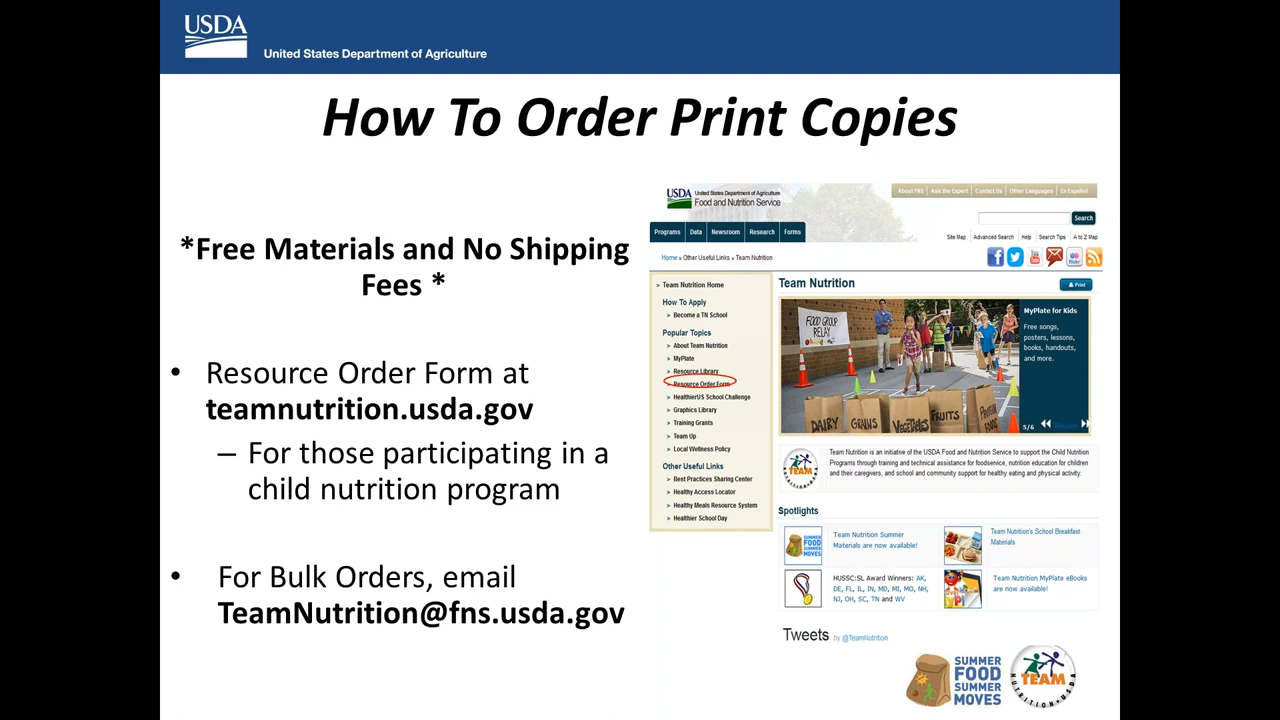 USDA
United States Department of Agriculture
How To Order Print Copies
*Free Materials and No Shipping
Fees *
• Resource Order Form at
teamnutrition.usda.gov
– For those participating in a
child nutrition program
• For Bulk Orders, email
TeamNutrition@fns.usda.gov
USDA
United States Department of Agriculture
Food and Nutrition Service
About FNS | Ask the Expert | Contact Us | Other Languages | En Español
Search
Programs | Data | Newsroom | Research | Forms
Site Map Advanced Search Help Search Tips A to Z Map
Home » Other Useful Links » Team Nutrition
Team Nutrition Home
How To Apply
Become a TN School
Popular Topics
About Team Nutrition
MyPlate
Resource Library
Resource Order Form
HealthierUS School Challenge
Graphics Library
Training Grants
Team Up
Local Wellness Policy
Other Useful Links
Best Practices Sharing Center
Healthy Access Locator
Healthy Meals Resource System
Healthier School Day
Team Nutrition
Print
FOOD GROUP
RELAY
DAIRY GRAINS VEGETABLES FRUITS
MyPlate for Kids
Free songs,
posters, lessons,
books, handouts,
and more.
5/6
TEAM
Team Nutrition is an initiative of the USDA Food and Nutrition Service to support the Child Nutrition
Programs through training and technical assistance for foodservice, nutrition education for children
and their caregivers, and school and community support for healthy eating and physical activity.
Spotlights
SUMMER
FOOD
SUMMER
MOVES
Team Nutrition Summer
Materials are now available!
Team Nutrition's School Breakfast
Materials
HUSSC:SL Award Winners: AK,
DE, FL, IL, IN, MD, MI, MO, NH,
NJ, OH, SC, TN and WV
Team Nutrition MyPlate eBooks
are now available!
Tweets by @TeamNutrition
SUMMER
FOOD
SUMMER
MOVES
TEAM
NUTRITION•USDA